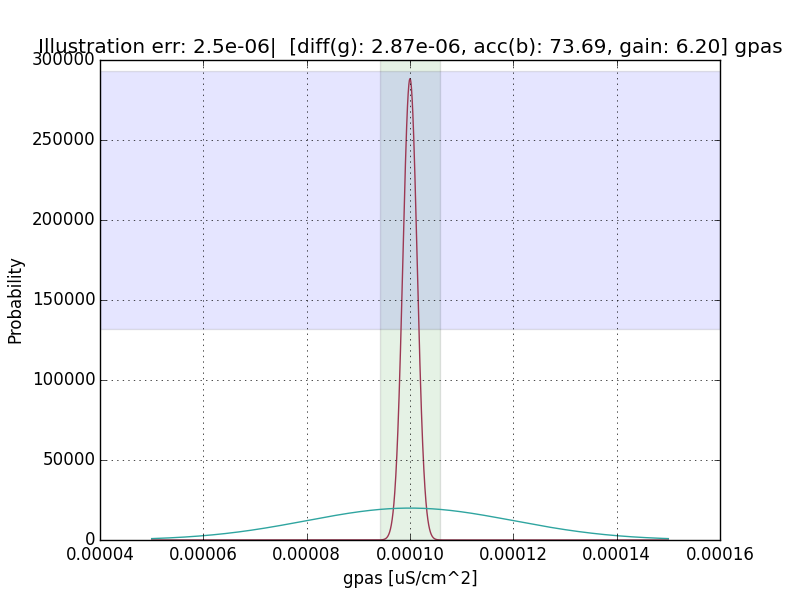 Illustration err: 2.5e-06|  [diff(g): 2.87e-06, acc(b): 73.69, gain: 6.20] gpas
300000
250000
200000
150000
100000
50000
0
Probability
0.00004 0.00006 0.00008 0.00010 0.00012 0.00014 0.00016
gpas [uS/cm^2]